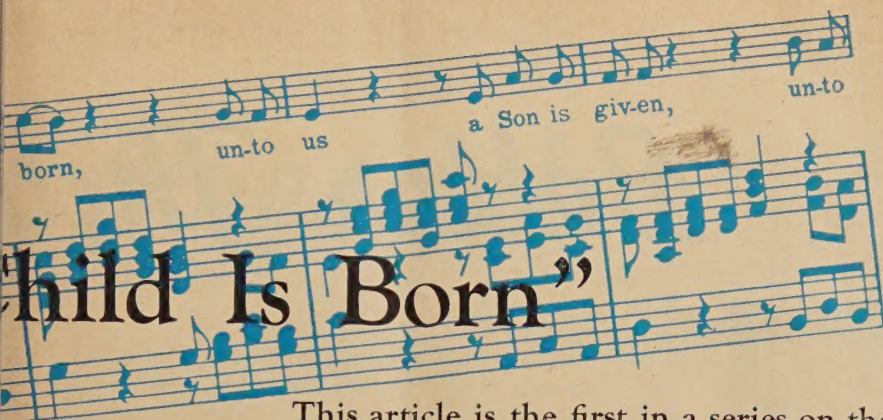 born, un-to us a Son is giv-en, un-to
hild Is Born”
This article is the first in a series on the